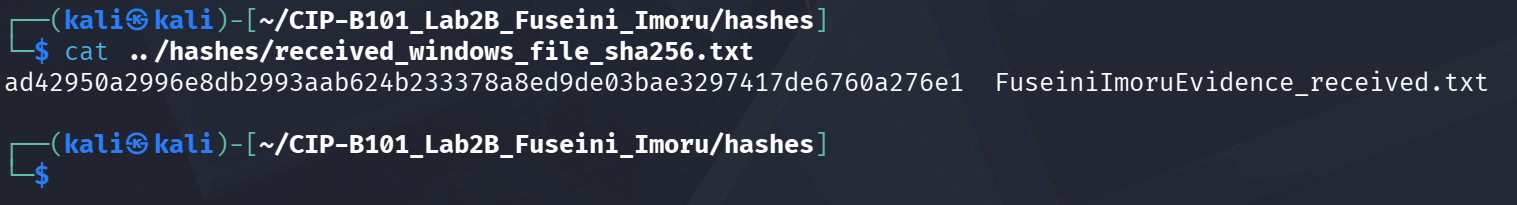 ┌──(kali㉿kali)-[~/CIP-B101_Lab2B_Fuseini_Imoru/hashes]
└─$ cat ../hashes/received_windows_file_sha256.txt
ad42950a2996e8db2993aab624b233378a8ed9de03bae3297417de6760a276e1  FuseiniImoruEvidence_received.txt
┌──(kali㉿kali)-[~/CIP-B101_Lab2B_Fuseini_Imoru/hashes]
└─$